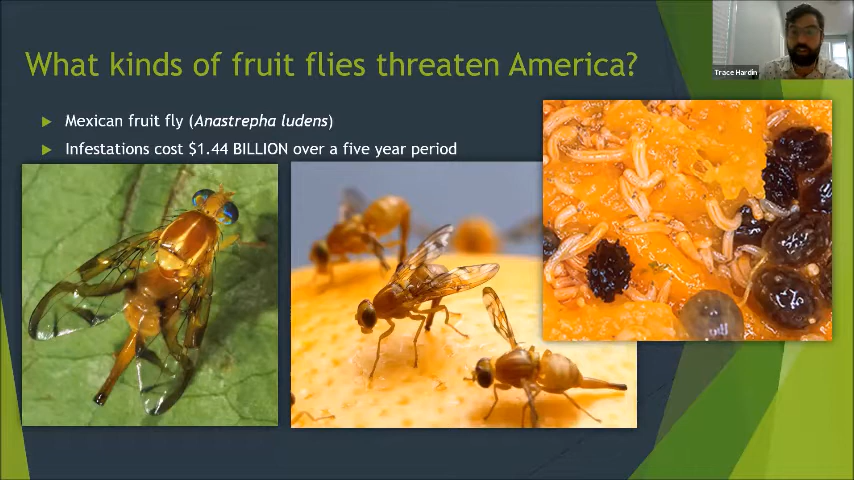 What kinds of fruit flies threaten America?
Trace Hardin
Mexican fruit fly (Anastrepha ludens)
Infestations cost $1.44 BILLION over a five year period